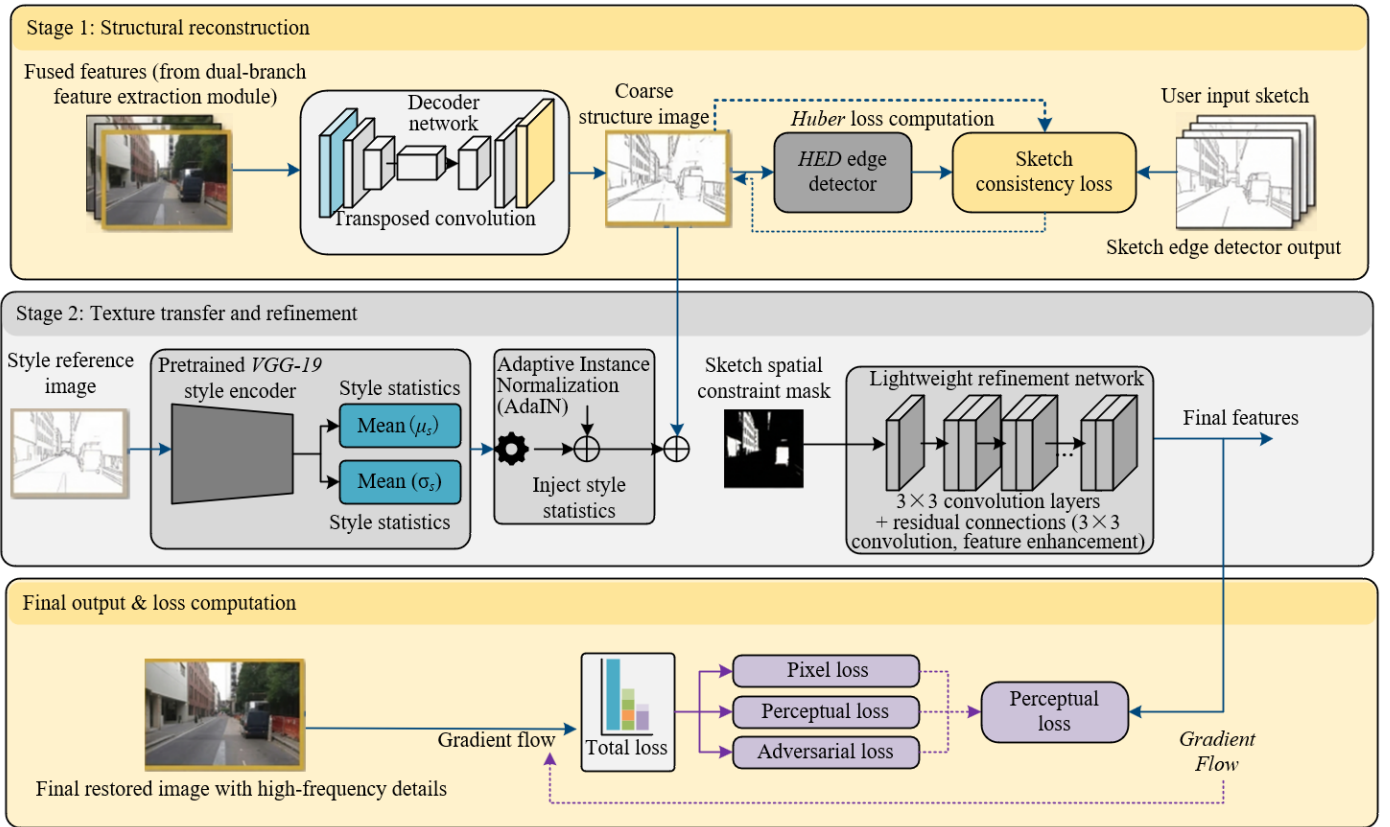 Stage 1: Structural reconstruction
Fused features (from dual-branch
feature extraction module)
Decoder
network
Transposed convolution
Coarse
structure image
Huber loss computation
HED edge
detector
Sketch
consistency loss
User input sketch
Sketch edge detector output
Stage 2: Texture transfer and refinement
Style reference
image
Pretrained VGG-19
style encoder
Style statistics
Mean (μs)
Mean (σs)
Style statistics
Adaptive Instance
Normalization
(AdaIN)
Inject style
statistics
Sketch spatial
constraint mask
Lightweight refinement network
...
3×3 convolution layers
+ residual connections (3×3
convolution, feature enhancement)
Final features
Final output & loss computation
Final restored image with high-frequency details
Gradient flow
Total loss
Pixel loss
Perceptual loss
Adversarial loss
Perceptual
loss
Gradient
Flow